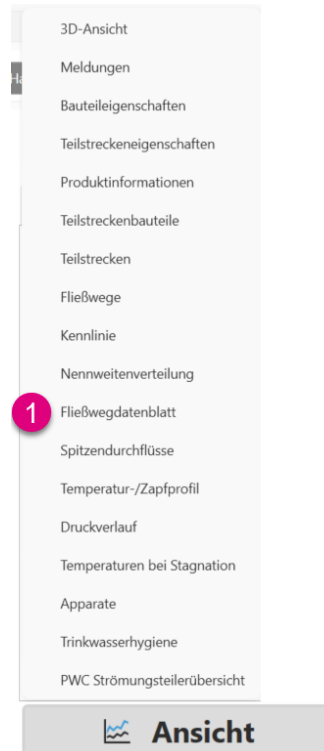 3D-Ansicht
Meldungen
Bauteileigenschaften
Teilstreckeneigenschaften
Produktinformationen
Teilstreckenbauteile
Teilstrecken
Fließwege
Kennlinie
Nennweitenverteilung
1 Fließwegdatenblatt
Spitzendurchflüsse
Temperatur-/Zapfprofil
Druckverlauf
Temperaturen bei Stagnation
Apparate
Trinkwasserhygiene
PWC Strömungsteilerübersicht
Ansicht